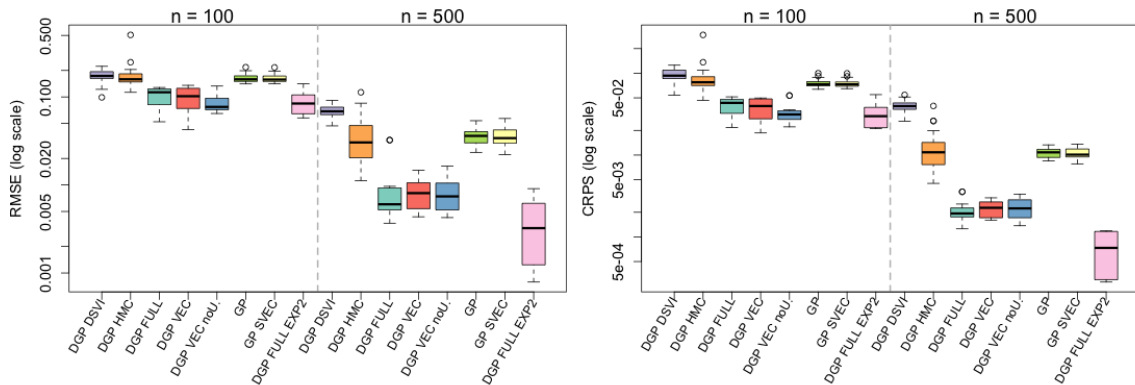 n = 100
n = 500
RMSE (log scale)
0.500
0.100
0.020
0.005
0.001
DGP DSVI
DGP HMC
DGP FULL
DGP VEC
DGP VEC noU.
GP
GP SVEC
DGP FULL EXP2
DGP DSVI
DGP HMC
DGP FULL
DGP VEC
DGP VEC noU.
GP
GP SVEC
DGP FULL EXP2
n = 100
n = 500
CRPS (log scale)
5e-02
5e-03
5e-04
DGP DSVI
DGP HMC
DGP FULL
DGP VEC
DGP VEC noU.
GP
GP SVEC
DGP FULL EXP2
DGP DSVI
DGP HMC
DGP FULL
DGP VEC
DGP VEC noU.
GP
GP SVEC
DGP FULL EXP2